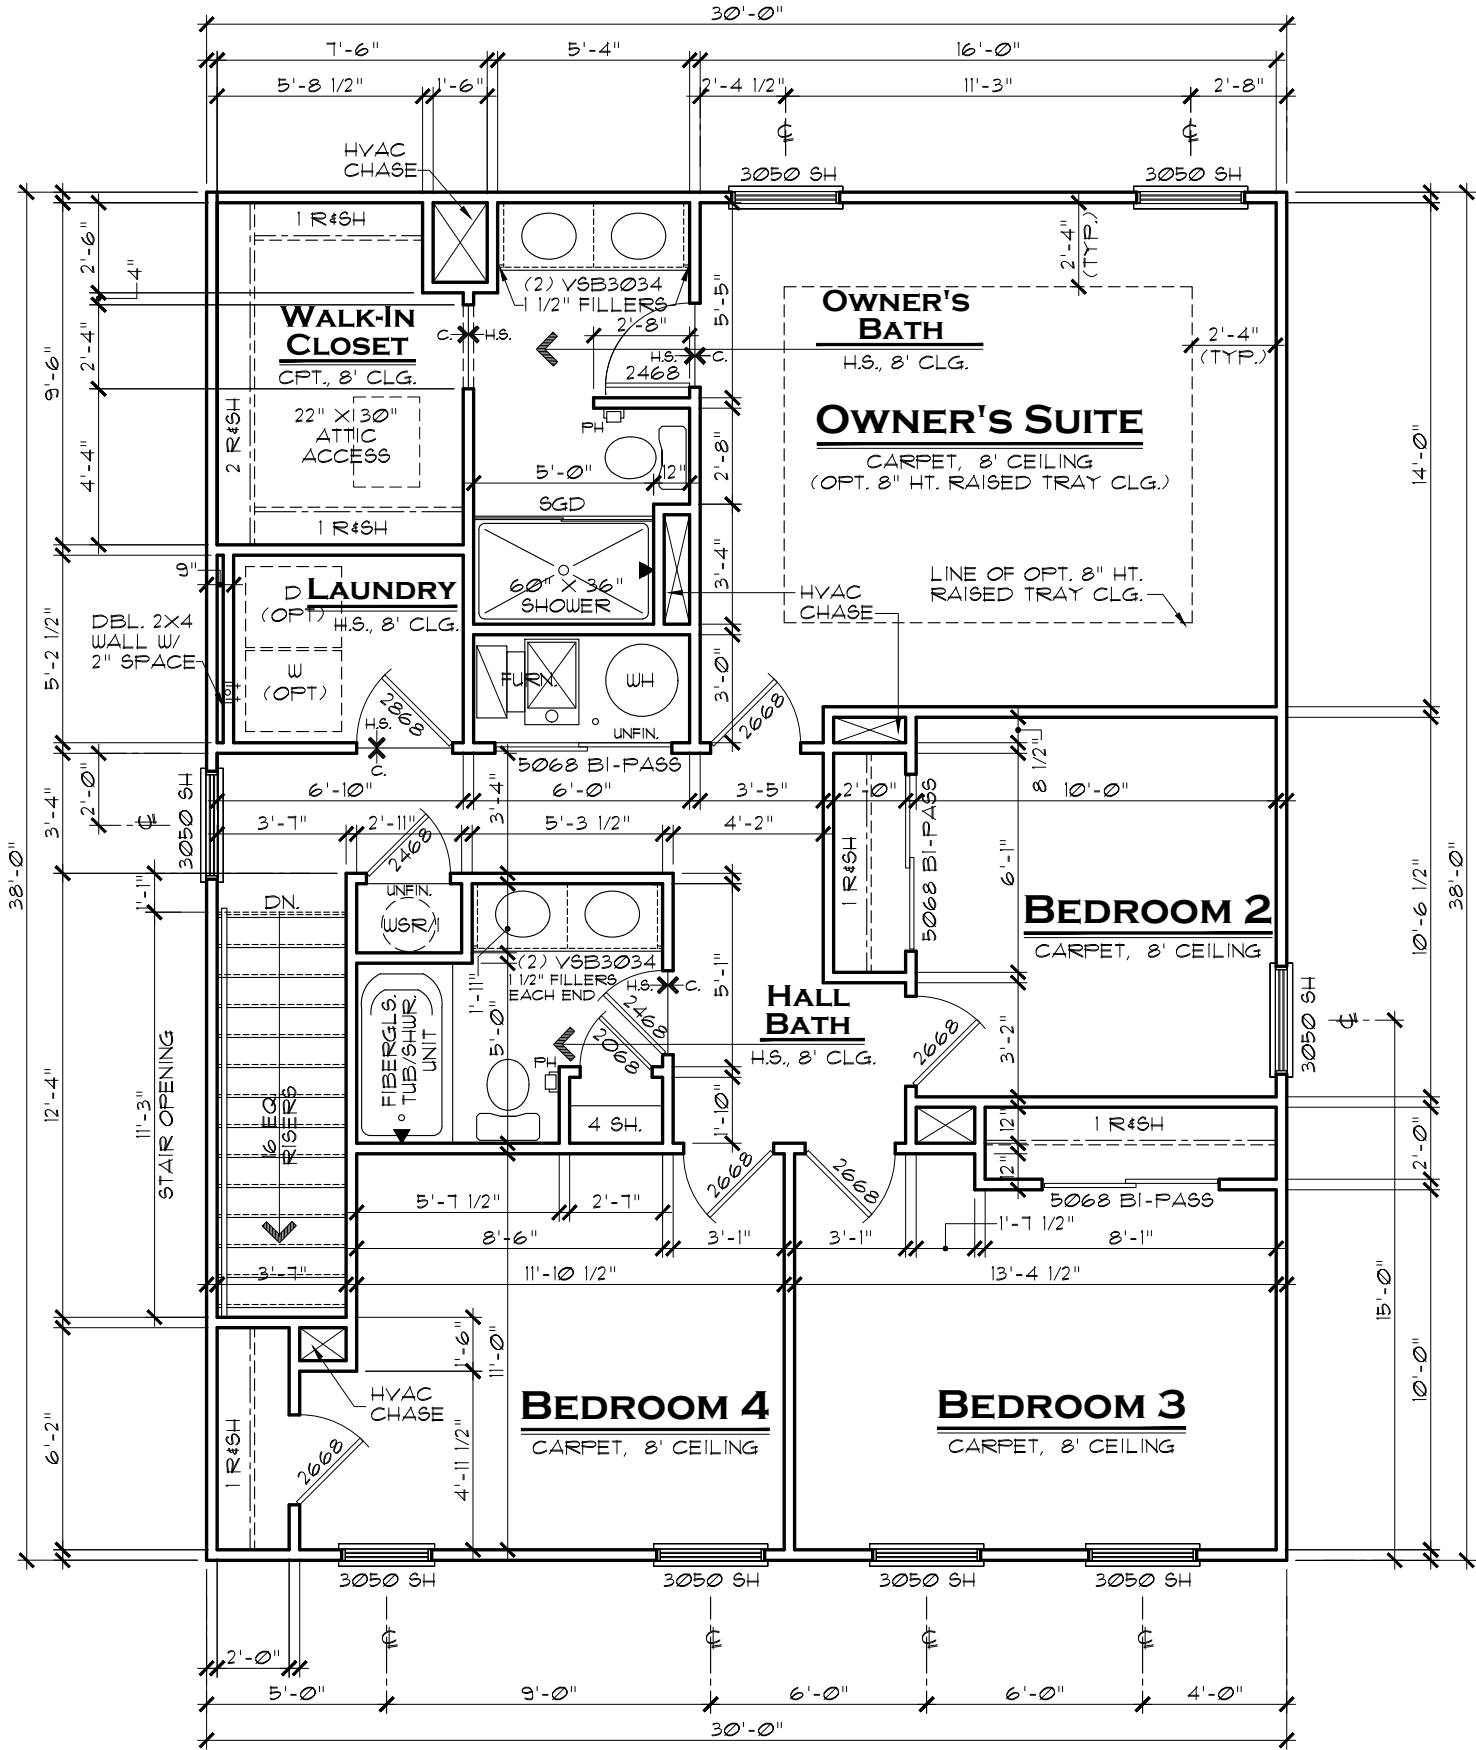 30'-0"
7'-6" 5'-4" 16'-0"
5'-8 1/2" 1'-6" 2'-4 1/2" 11'-3" 2'-8"
HVAC
CHASE
3050 SH 3050 SH
1 R&SH
2'-6"
4"
2'-4"
4'-4"
9'-6"
(2) VSB3034
1 1/2" FILLERS
5'-5"
2'-4"
(TYP.)
WALK-IN
CLOSET
CPT., 8' CLG.
C. H.S.
2'-8"
H.S. C.
2468
OWNER'S
BATH
H.S., 8' CLG.
2'-4"
(TYP.)
2 R&SH
22" X 30"
ATTIC
ACCESS
PH
OWNER'S SUITE
CARPET, 8' CEILING
(OPT. 8" HT. RAISED TRAY CLG.)
14'-0"
5'-0" 12"
2'-8"
SGD
1 R&SH
3'-4"
60" X 36"
SHOWER
HVAC
CHASE
LINE OF OPT. 8" HT.
RAISED TRAY CLG.
D
(OPT)
LAUNDRY
H.S., 8' CLG.
DBL. 2X4
WALL W/
2" SPACE
5'-2 1/2"
W
(OPT)
FURN.
WH
3'-0"
UNFIN.
2868
H.S.
C.
2668
5068 BI-PASS
8 1/2"
2'-0"
3'-4"
3050 SH
6'-10" 6'-0" 3'-5" 2'-0" 10'-0"
3'-4"
3'-7" 2'-11" 5'-3 1/2" 4'-2"
2468
1 R&SH
5068 BI-PASS
6'-1"
38'-0"
38'-0"
10'-6 1/2"
1'-1"
DN.
UNFIN.
WSR/1
BEDROOM 2
CARPET, 8' CEILING
(2) VSB3034
1 1/2" FILLERS
EACH END
1'-11"
5'-0"
H.S. C.
5'-1"
2468
2068
HALL
BATH
H.S., 8' CLG.
2668
3'-2"
3050 SH
FIBERGLS.
TUB/SHWR.
UNIT
PH
12'-4"
11'-3"
STAIR OPENING
16 EQ
RISERS
4 SH.
1'-10"
12"
12"
1 R&SH
2'-0"
2668
2668
5068 BI-PASS
5'-7 1/2" 2'-7"
1'-7 1/2"
8'-6" 3'-1" 3'-1" 8'-1"
3'-7" 11'-10 1/2" 13'-4 1/2"
15'-0"
1'-6"
11'-0"
10'-0"
HVAC
CHASE
BEDROOM 4
CARPET, 8' CEILING
BEDROOM 3
CARPET, 8' CEILING
6'-2"
1 R&SH
2668
4'-11 1/2"
3050 SH 3050 SH 3050 SH 3050 SH
2'-0"
5'-0" 9'-0" 6'-0" 6'-0" 4'-0"
30'-0"